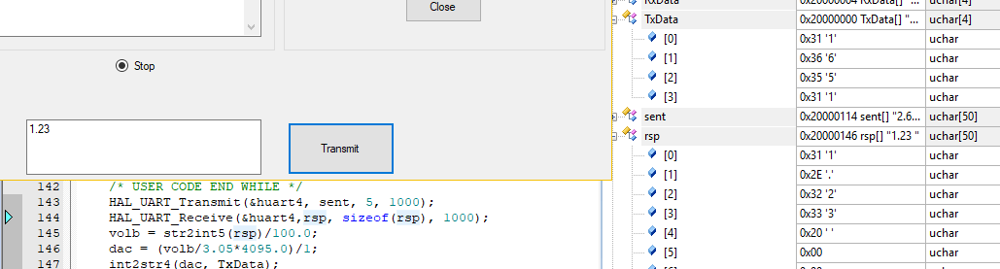 Close
Stop
1.23
Transmit
142 /* USER CODE END WHILE */
143 HAL_UART_Transmit(&huart4, sent, 5, 1000);
144 HAL_UART_Receive(&huart4,rsp, sizeof(rsp), 1000);
145 volb = str2int5(rsp)/100.0;
146 dac = (volb/3.05*4095.0)/1;
147 int2str4(dac, TxData);
RxData 0x20000004 RxData[] "... uchar[4]
TxData 0x20000000 TxData[] "... uchar[4]
[0] 0x31 '1' uchar
[1] 0x36 '6' uchar
[2] 0x35 '5' uchar
[3] 0x31 '1' uchar
sent 0x20000114 sent[] "2.6... uchar[50]
rsp 0x20000146 rsp[] "1.23 " uchar[50]
[0] 0x31 '1' uchar
[1] 0x2E '.' uchar
[2] 0x32 '2' uchar
[3] 0x33 '3' uchar
[4] 0x20 ' ' uchar
[5] 0x00 uchar